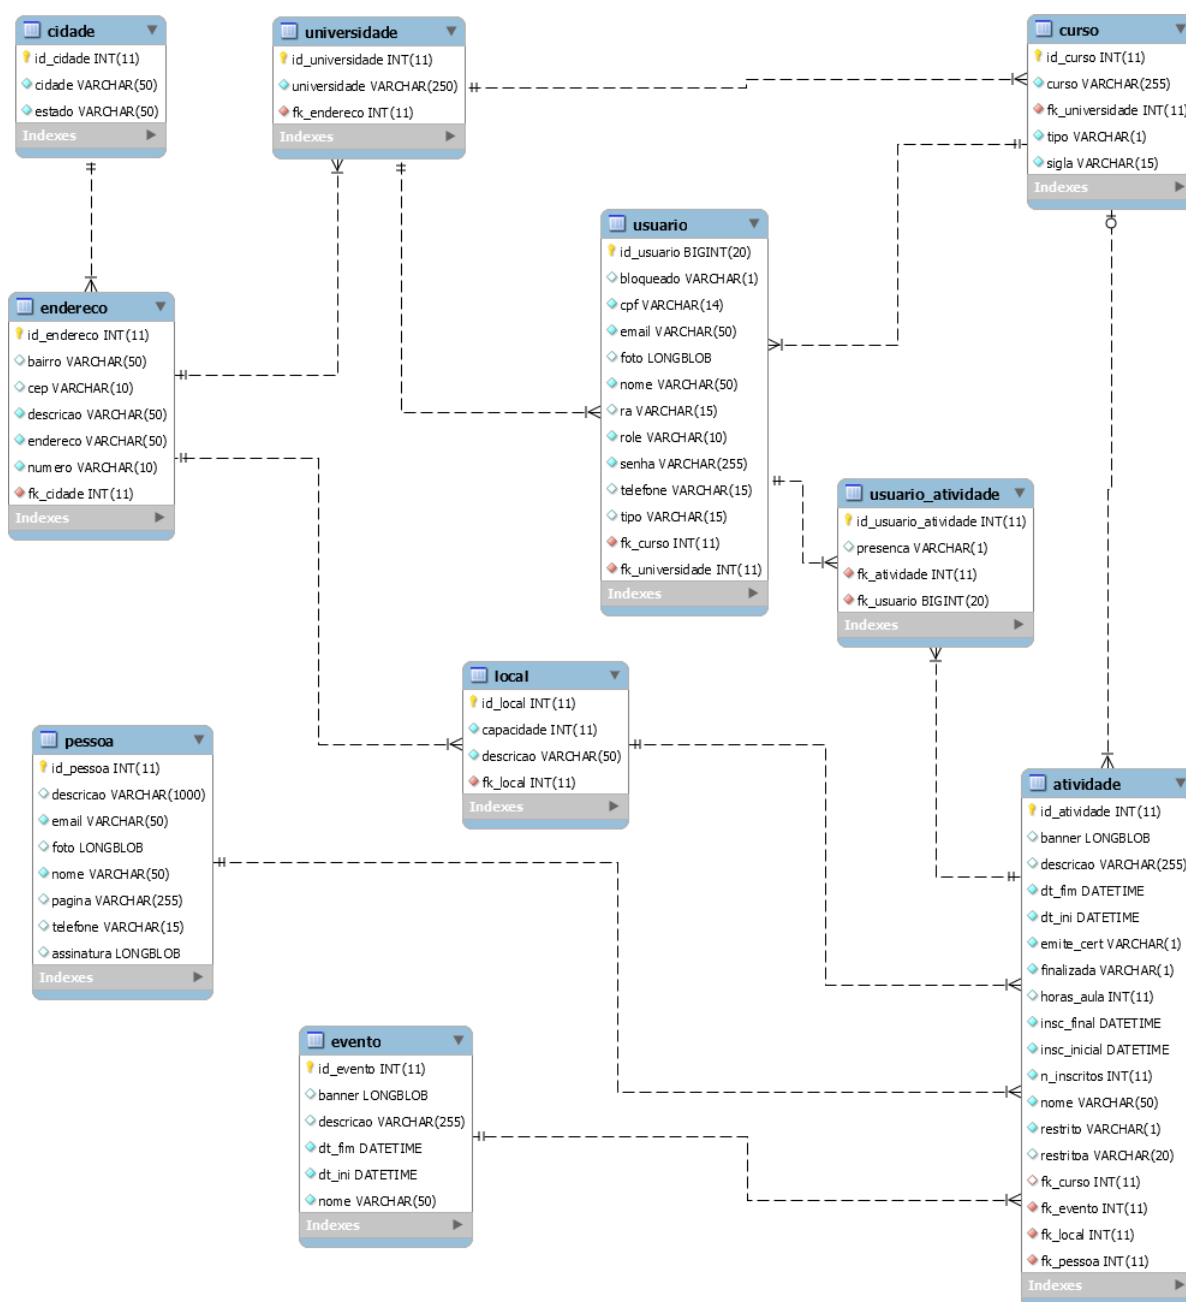 cidade
id_cidade INT(11)
cidade VARCHAR(50)
estado VARCHAR(50)
Indexes
universidade
id_universidade INT(11)
universidade VARCHAR(250)
fk_endereco INT(11)
Indexes
curso
id_curso INT(11)
curso VARCHAR(255)
fk_universidade INT(11)
tipo VARCHAR(1)
sigla VARCHAR(15)
Indexes
usuario
id_usuario BIGINT(20)
bloqueado VARCHAR(1)
cpf VARCHAR(14)
email VARCHAR(50)
foto LONGBLOB
nome VARCHAR(50)
ra VARCHAR(15)
role VARCHAR(10)
senha VARCHAR(255)
telefone VARCHAR(15)
tipo VARCHAR(15)
fk_curso INT(11)
fk_universidade INT(11)
Indexes
endereco
id_endereco INT(11)
bairro VARCHAR(50)
cep VARCHAR(10)
descricao VARCHAR(50)
endereco VARCHAR(50)
numero VARCHAR(10)
fk_cidade INT(11)
Indexes
usuario_atividade
id_usuario_atividade INT(11)
presenca VARCHAR(1)
fk_atividade INT(11)
fk_usuario BIGINT(20)
Indexes
local
id_local INT(11)
capacidade INT(11)
descricao VARCHAR(50)
fk_local INT(11)
Indexes
pessoa
id_pessoa INT(11)
descricao VARCHAR(1000)
email VARCHAR(50)
foto LONGBLOB
nome VARCHAR(50)
pagina VARCHAR(255)
telefone VARCHAR(15)
assinatura LONGBLOB
Indexes
atividade
id_atividade INT(11)
banner LONGBLOB
descricao VARCHAR(255)
dt_fim DATETIME
dt_ini DATETIME
emite_cert VARCHAR(1)
finalizada VARCHAR(1)
horas_aula INT(11)
insc_final DATETIME
insc_inicial DATETIME
n_inscritos INT(11)
nome VARCHAR(50)
restrito VARCHAR(1)
restritoa VARCHAR(20)
fk_curso INT(11)
fk_evento INT(11)
fk_local INT(11)
fk_pessoa INT(11)
Indexes
evento
id_evento INT(11)
banner LONGBLOB
descricao VARCHAR(255)
dt_fim DATETIME
dt_ini DATETIME
nome VARCHAR(50)
Indexes